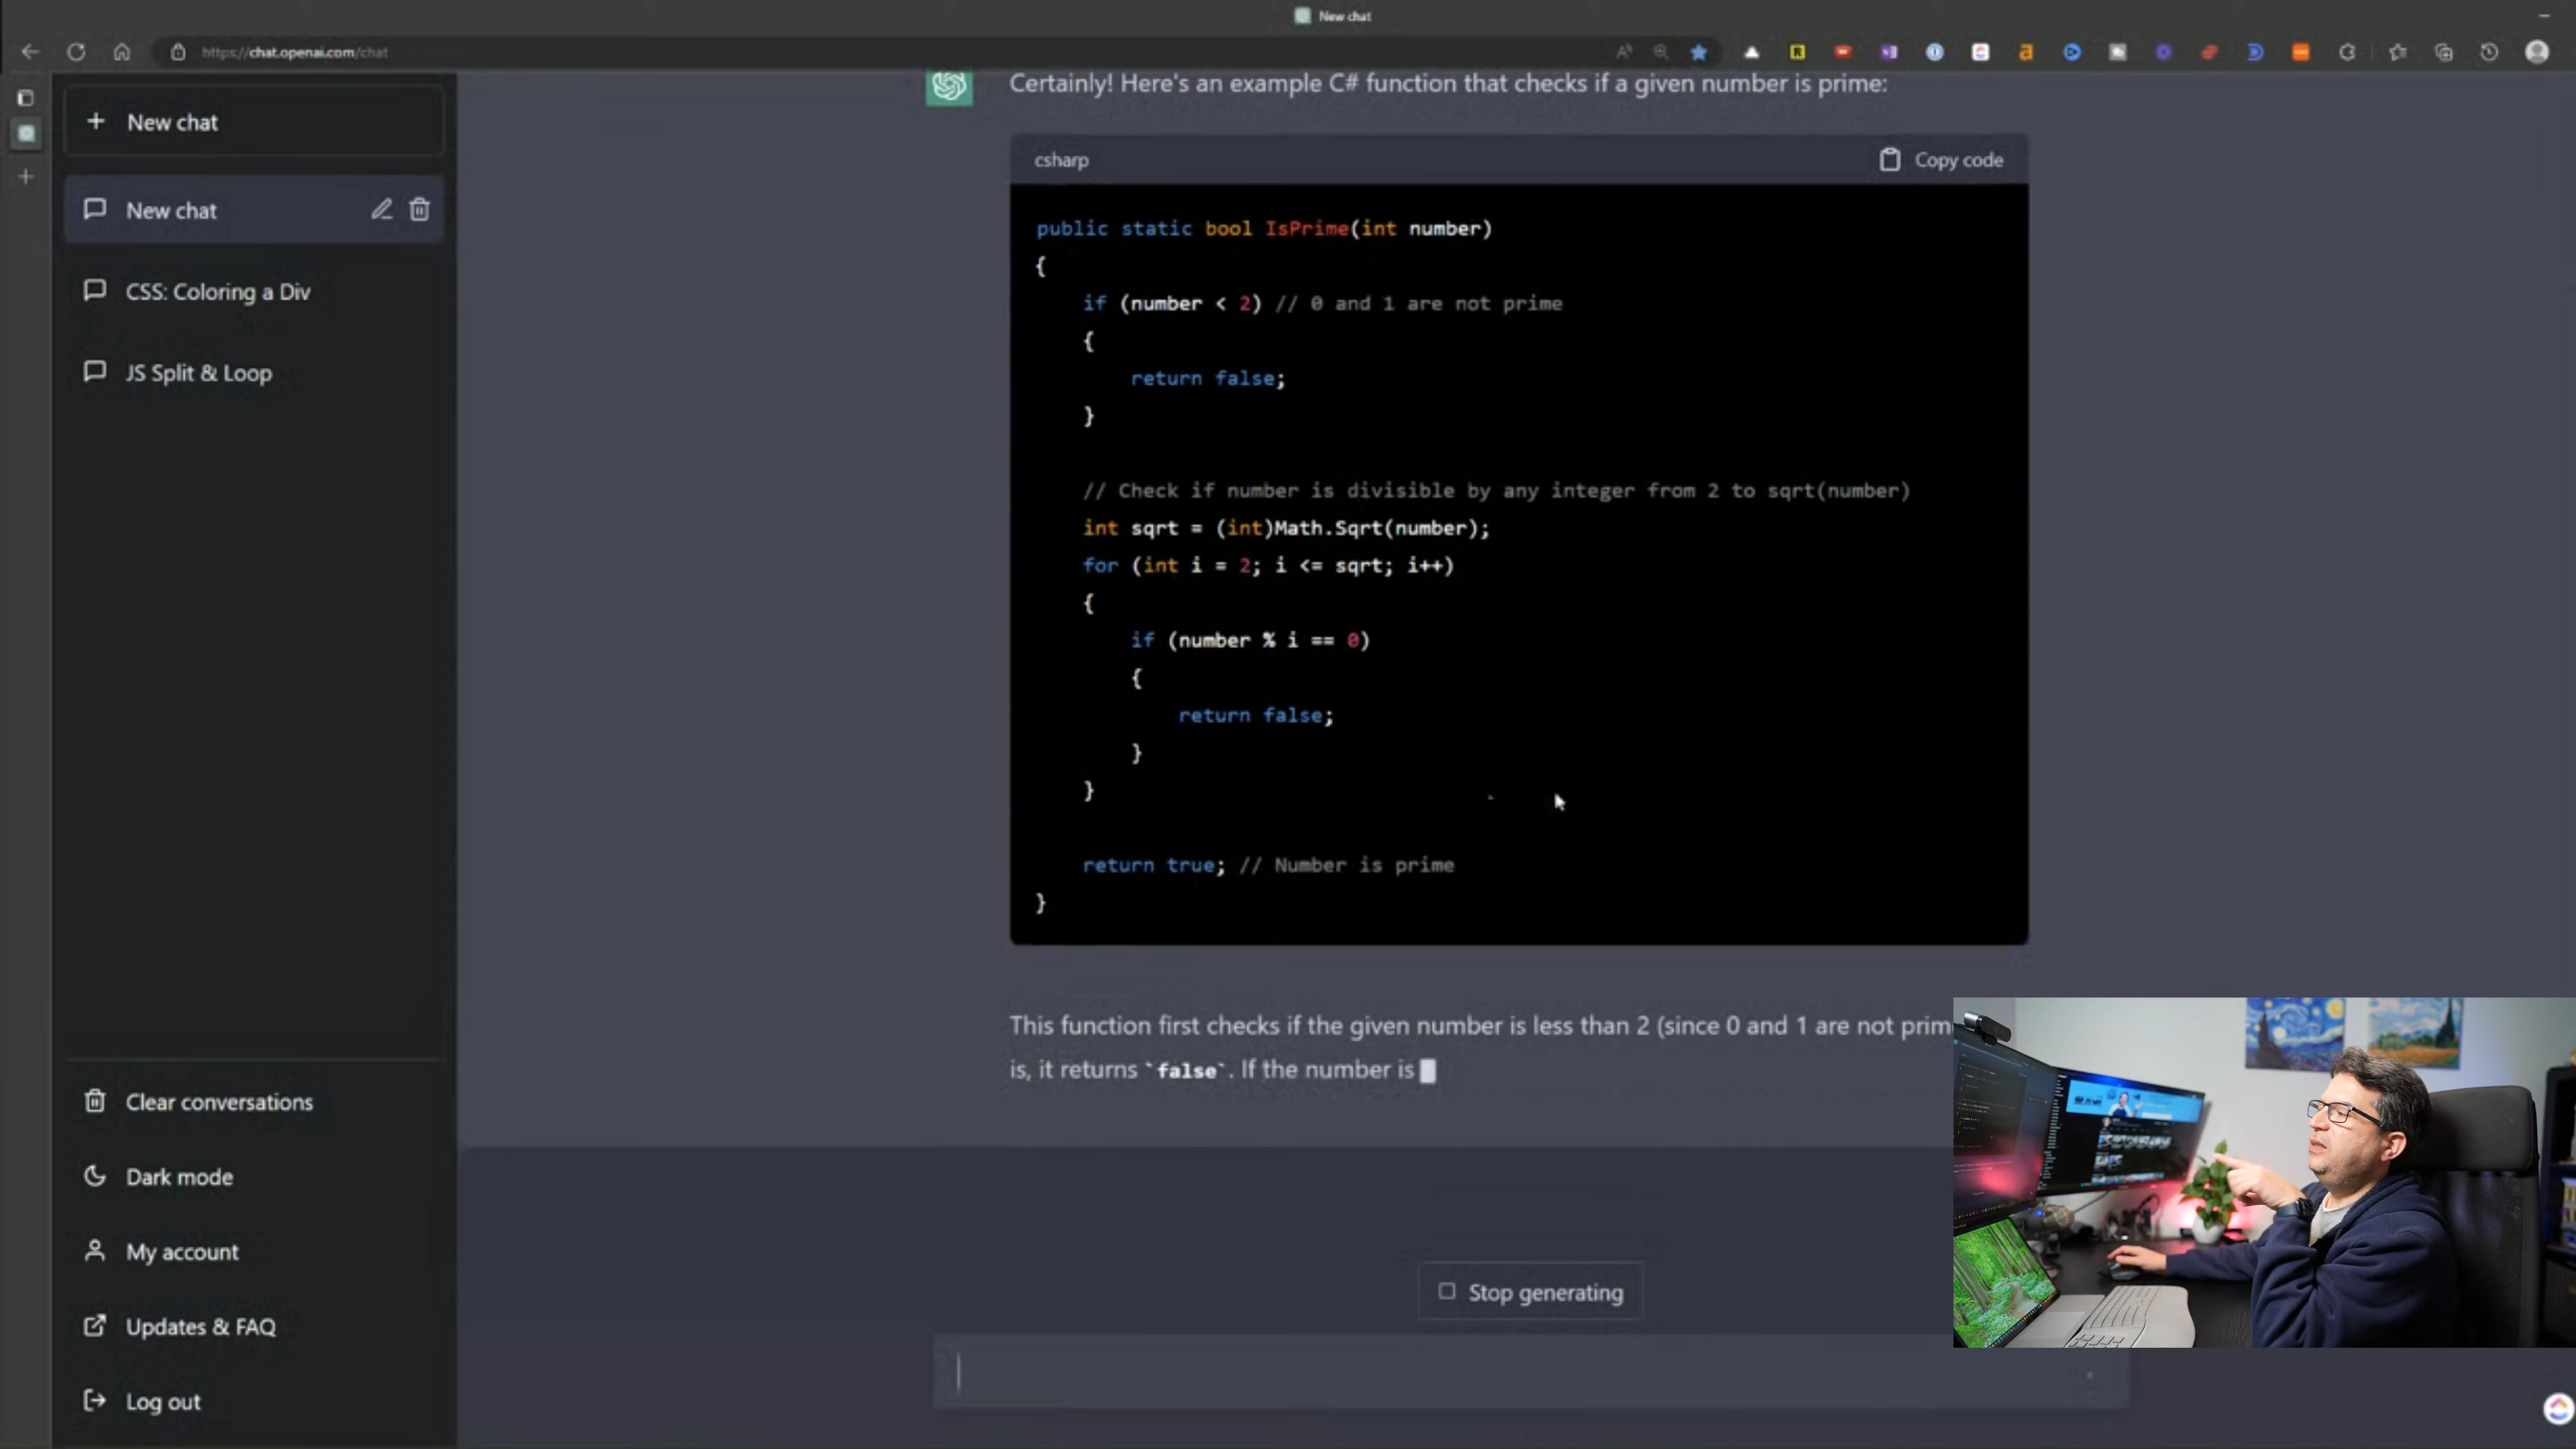 New chat
https://chat.openai.com/chat
New chat
New chat
CSS: Coloring a Div
JS Split & Loop
Clear conversations
Dark mode
My account
Updates & FAQ
Log out
Certainly! Here's an example C# function that checks if a given number is prime:
csharp
Copy code
public static bool IsPrime(int number)
{
if (number < 2) // 0 and 1 are not prime
{
return false;
}
// Check if number is divisible by any integer from 2 to sqrt(number)
int sqrt = (int)Math.Sqrt(number);
for (int i = 2; i <= sqrt; i++)
{
if (number % i == 0)
{
return false;
}
}
return true; // Number is prime
}
This function first checks if the given number is less than 2 (since 0 and 1 are not prim
is, it returns `false`. If the number is
Stop generating